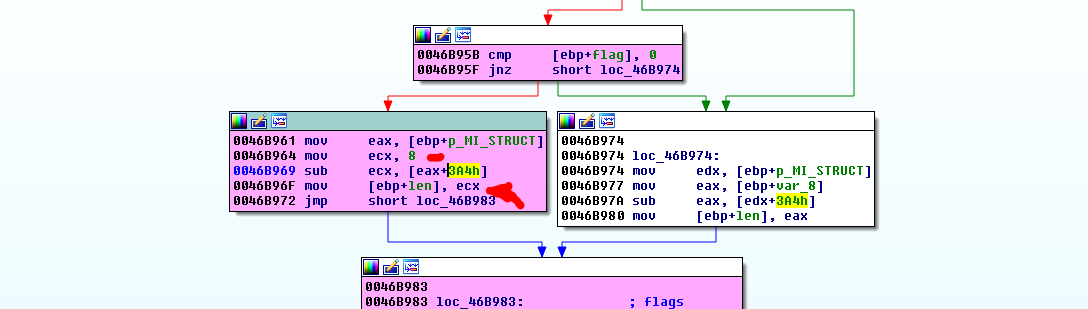 0046B95B cmp [ebp+flag], 0
0046B95F jnz short loc_46B974
0046B961 mov eax, [ebp+p_MI_STRUCT]
0046B964 mov ecx, 8
0046B969 sub ecx, [eax+3A4h]
0046B96F mov [ebp+len], ecx
0046B972 jmp short loc_46B983
0046B974
0046B974 loc_46B974:
0046B974 mov edx, [ebp+p_MI_STRUCT]
0046B977 mov eax, [ebp+var_8]
0046B97A sub eax, [edx+3A4h]
0046B980 mov [ebp+len], eax
0046B983
0046B983 loc_46B983: ; flags